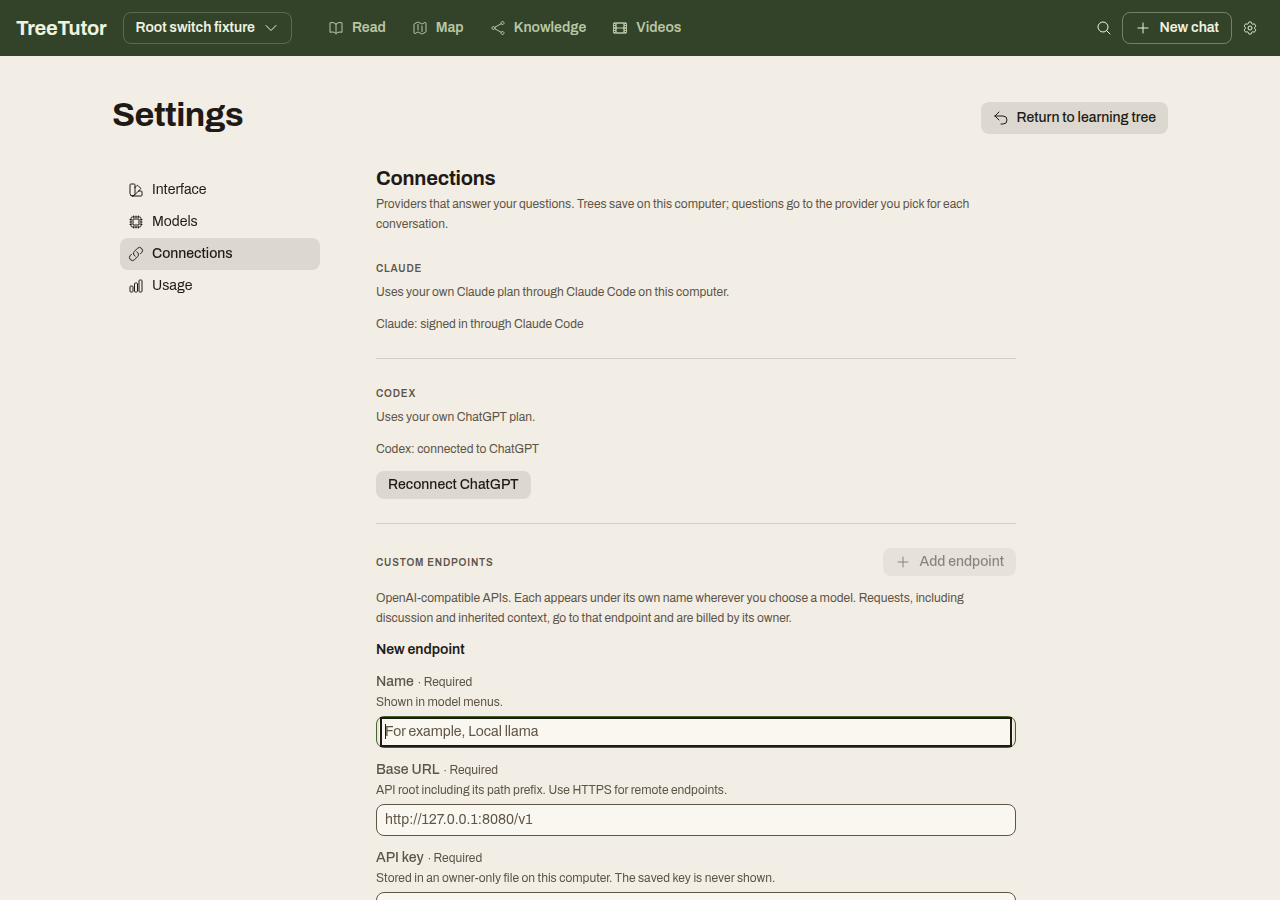 TreeTutor
Root switch fixture
Read
Map
Knowledge
Videos
New chat
Settings
Return to learning tree
Interface
Models
Connections
Usage
Connections
Providers that answer your questions. Trees save on this computer; questions go to the provider you pick for each
conversation.
CLAUDE
Uses your own Claude plan through Claude Code on this computer.
Claude: signed in through Claude Code
CODEX
Uses your own ChatGPT plan.
Codex: connected to ChatGPT
Reconnect ChatGPT
CUSTOM ENDPOINTS
Add endpoint
OpenAI-compatible APIs. Each appears under its own name wherever you choose a model. Requests, including
discussion and inherited context, go to that endpoint and are billed by its owner.
New endpoint
Name · Required
Shown in model menus.
For example, Local llama
Base URL · Required
API root including its path prefix. Use HTTPS for remote endpoints.
http://127.0.0.1:8080/v1
API key · Required
Stored in an owner-only file on this computer. The saved key is never shown.